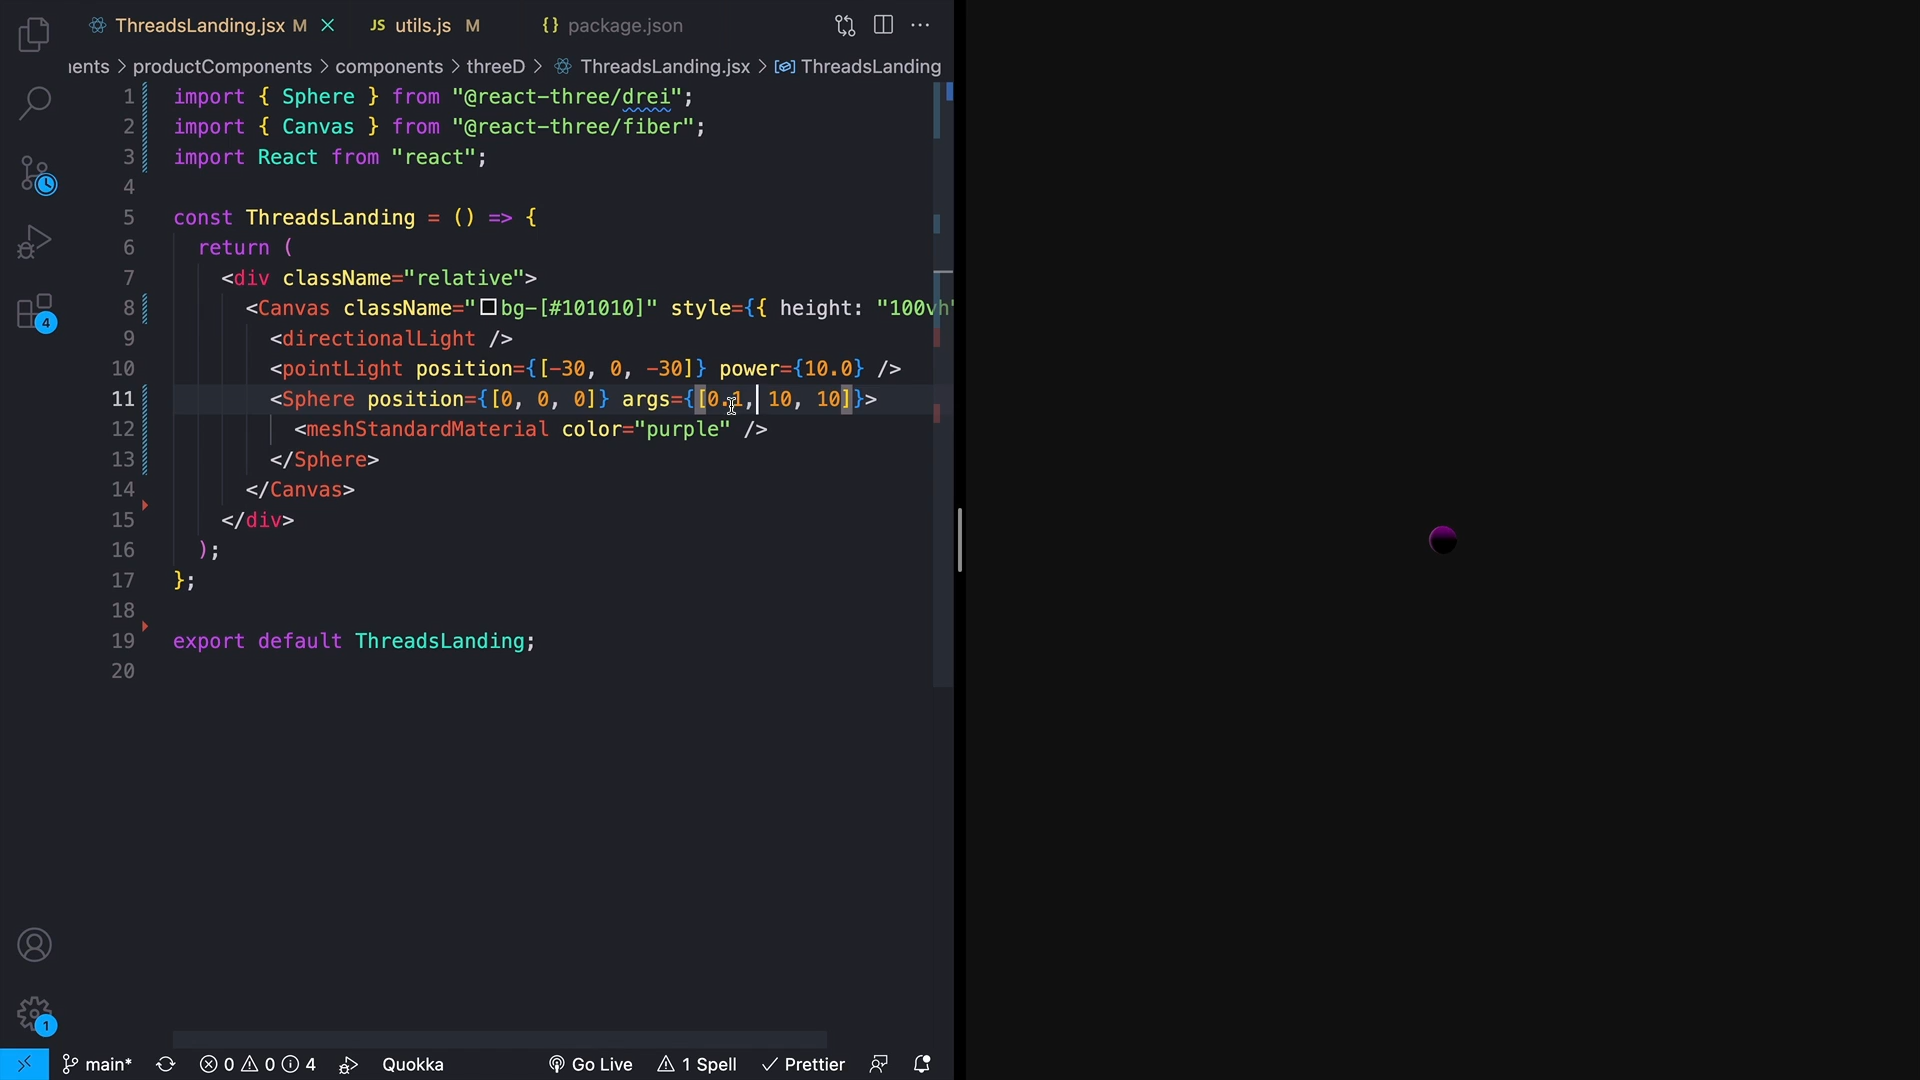 ThreadsLanding.jsx M
JS utils.js M
{} package.json
nents > productComponents > components > threeD > ThreadsLanding.jsx > ThreadsLanding
1 import { Sphere } from "@react-three/drei";
2 import { Canvas } from "@react-three/fiber";
3 import React from "react";
4
5 const ThreadsLanding = () => {
6 return (
7 <div className="relative">
8 <Canvas className="bg-[#101010]" style={{ height: "100vh"
9 <directionalLight />
10 <pointLight position={[-30, 0, -30]} power={10.0} />
11 <Sphere position={[0, 0, 0]} args={[0.1, 10, 10]}>
12 <meshStandardMaterial color="purple" />
13 </Sphere>
14 </Canvas>
15 </div>
16 );
17 };
18
19 export default ThreadsLanding;
20
4
1
main* 0 0 4 Quokka Go Live 1 Spell Prettier